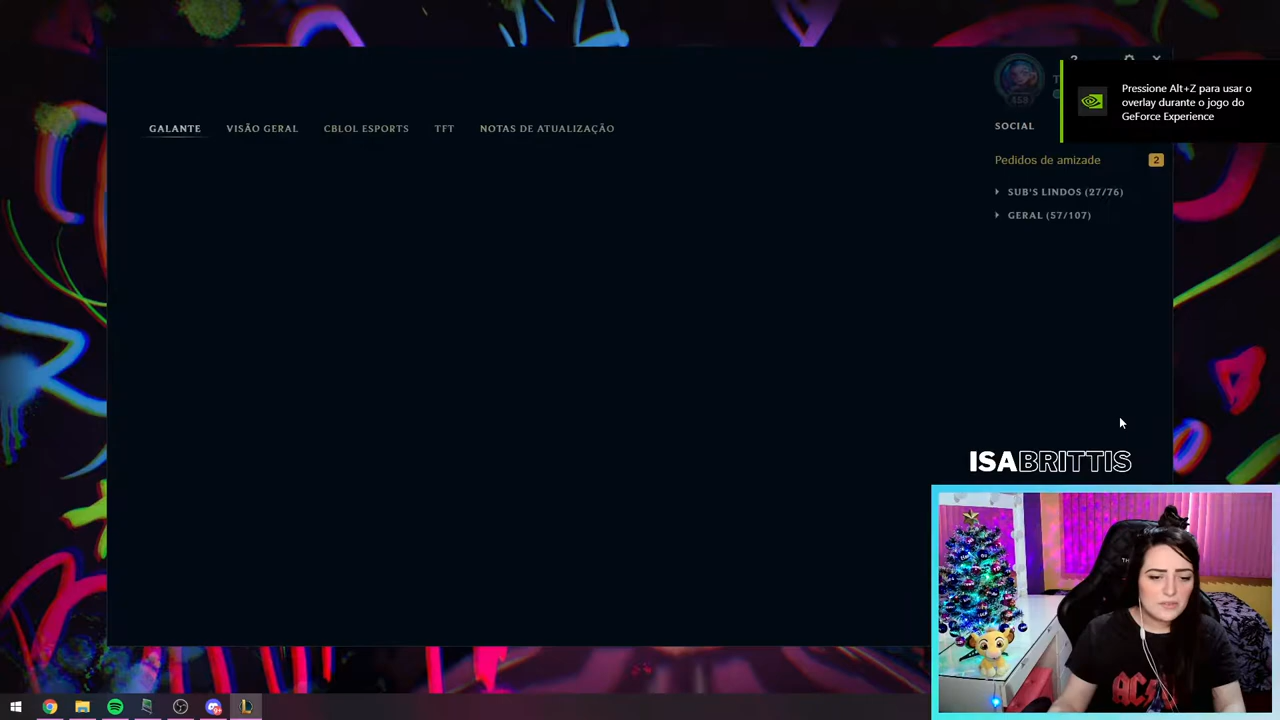 GALANTE
VISÃO GERAL
CBLOL ESPORTS
TFT
NOTAS DE ATUALIZAÇÃO
458
Pressione Alt+Z para usar o
overlay durante o jogo do
GeForce Experience
SOCIAL
Pedidos de amizade
2
SUB'S LINDOS (27/76)
GERAL (57/107)
ISABRITTIS